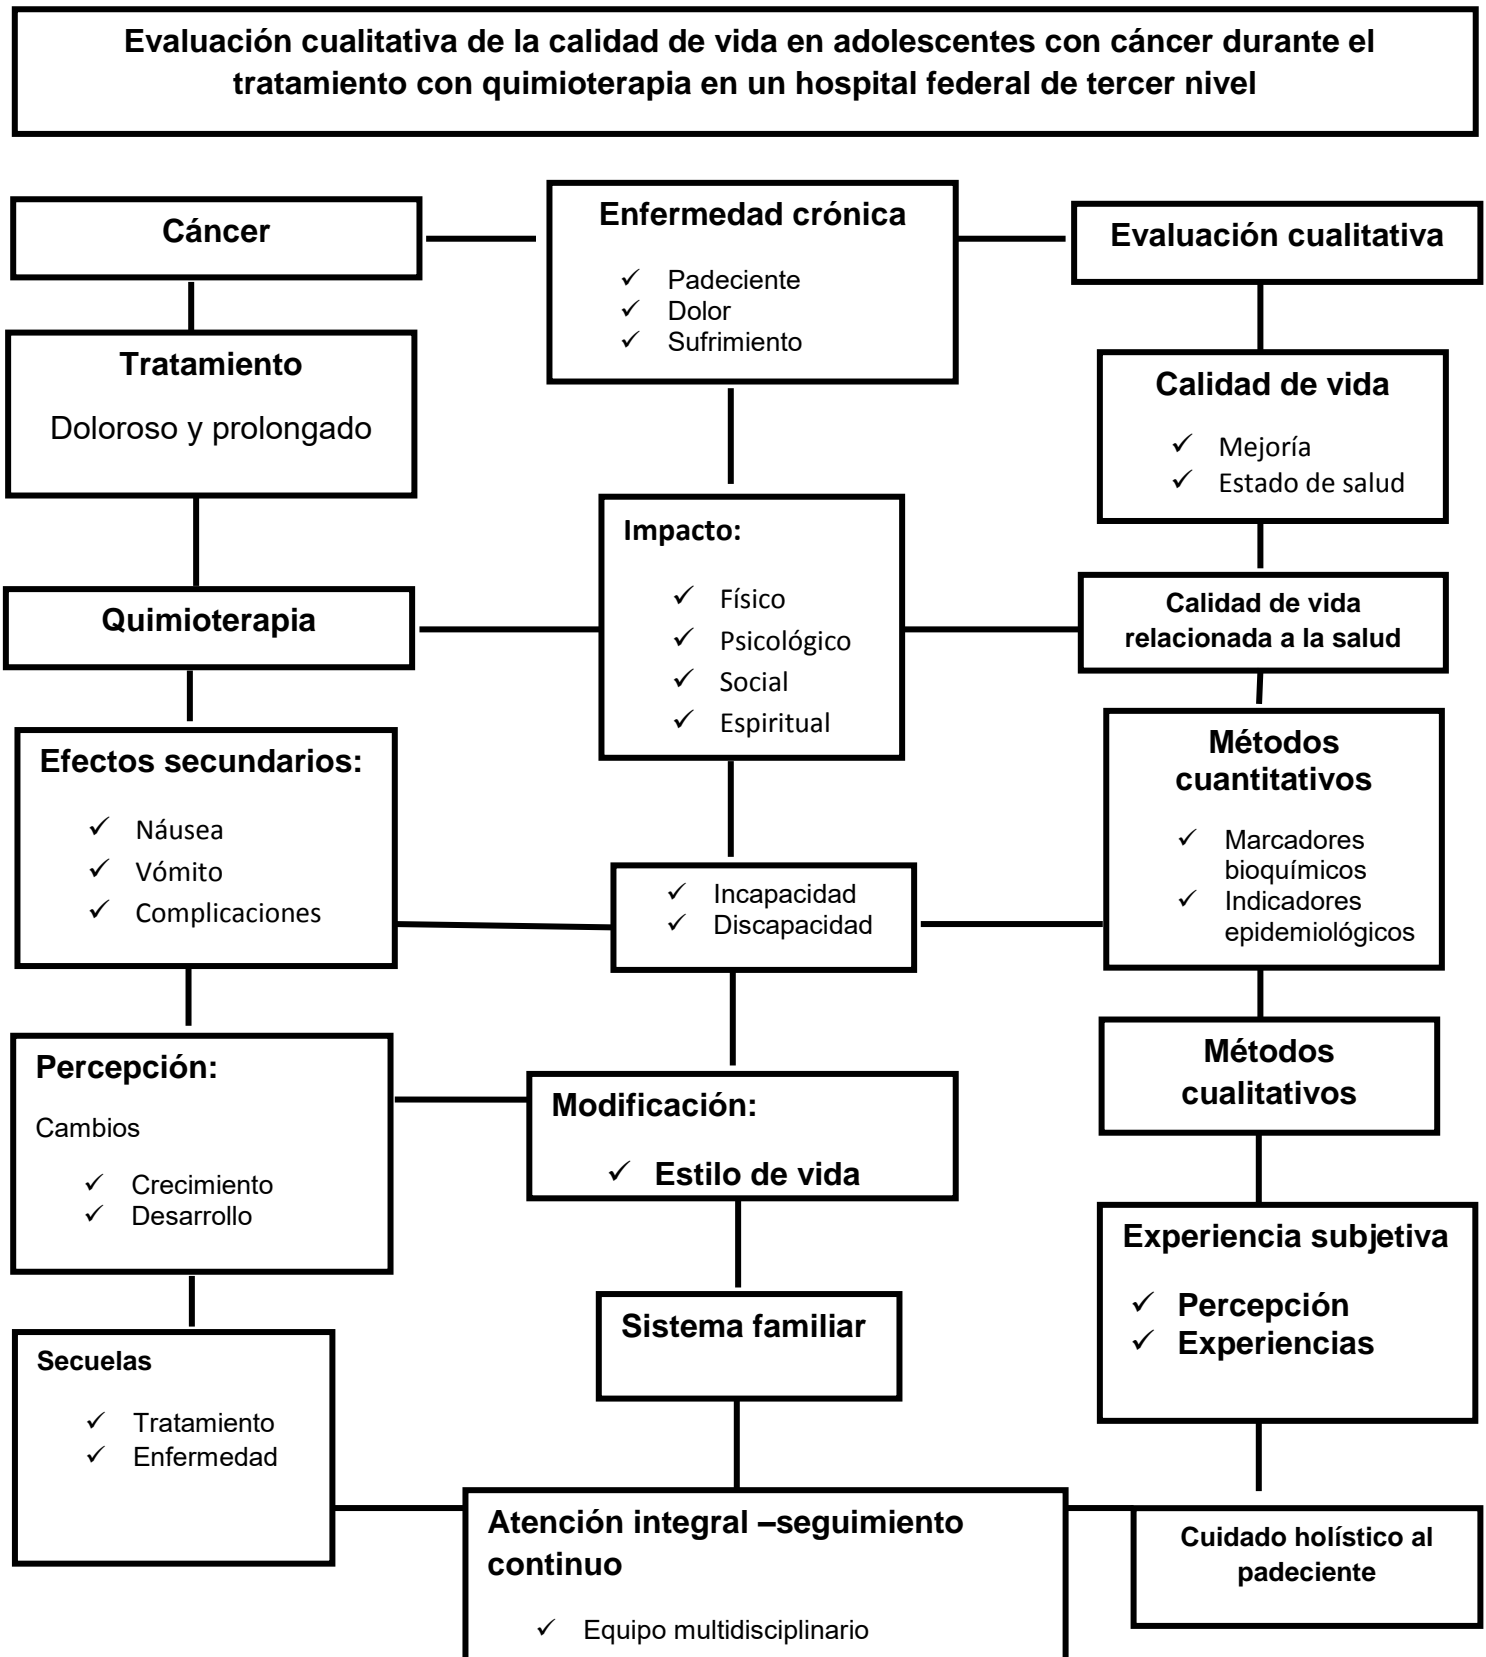 Evaluación cualitativa de la calidad de vida en adolescentes con cáncer durante el
tratamiento con quimioterapia en un hospital federal de tercer nivel
Cáncer
Enfermedad crónica
✓ Padeciente
✓ Dolor
✓ Sufrimiento
Evaluación cualitativa
Tratamiento
Doloroso y prolongado
Calidad de vida
✓ Mejoría
✓ Estado de salud
Impacto:
✓ Físico
✓ Psicológico
✓ Social
✓ Espiritual
Quimioterapia
Calidad de vida
relacionada a la salud
Efectos secundarios:
✓ Náusea
✓ Vómito
✓ Complicaciones
Métodos
cuantitativos
✓ Marcadores
bioquímicos
✓ Indicadores
epidemiológicos
✓ Incapacidad
✓ Discapacidad
Percepción:
Cambios
✓ Crecimiento
✓ Desarrollo
Modificación:
✓ Estilo de vida
Métodos
cualitativos
Experiencia subjetiva
✓ Percepción
✓ Experiencias
Sistema familiar
Secuelas
✓ Tratamiento
✓ Enfermedad
Atención integral –seguimiento
continuo
✓ Equipo multidisciplinario
Cuidado holístico al
padeciente